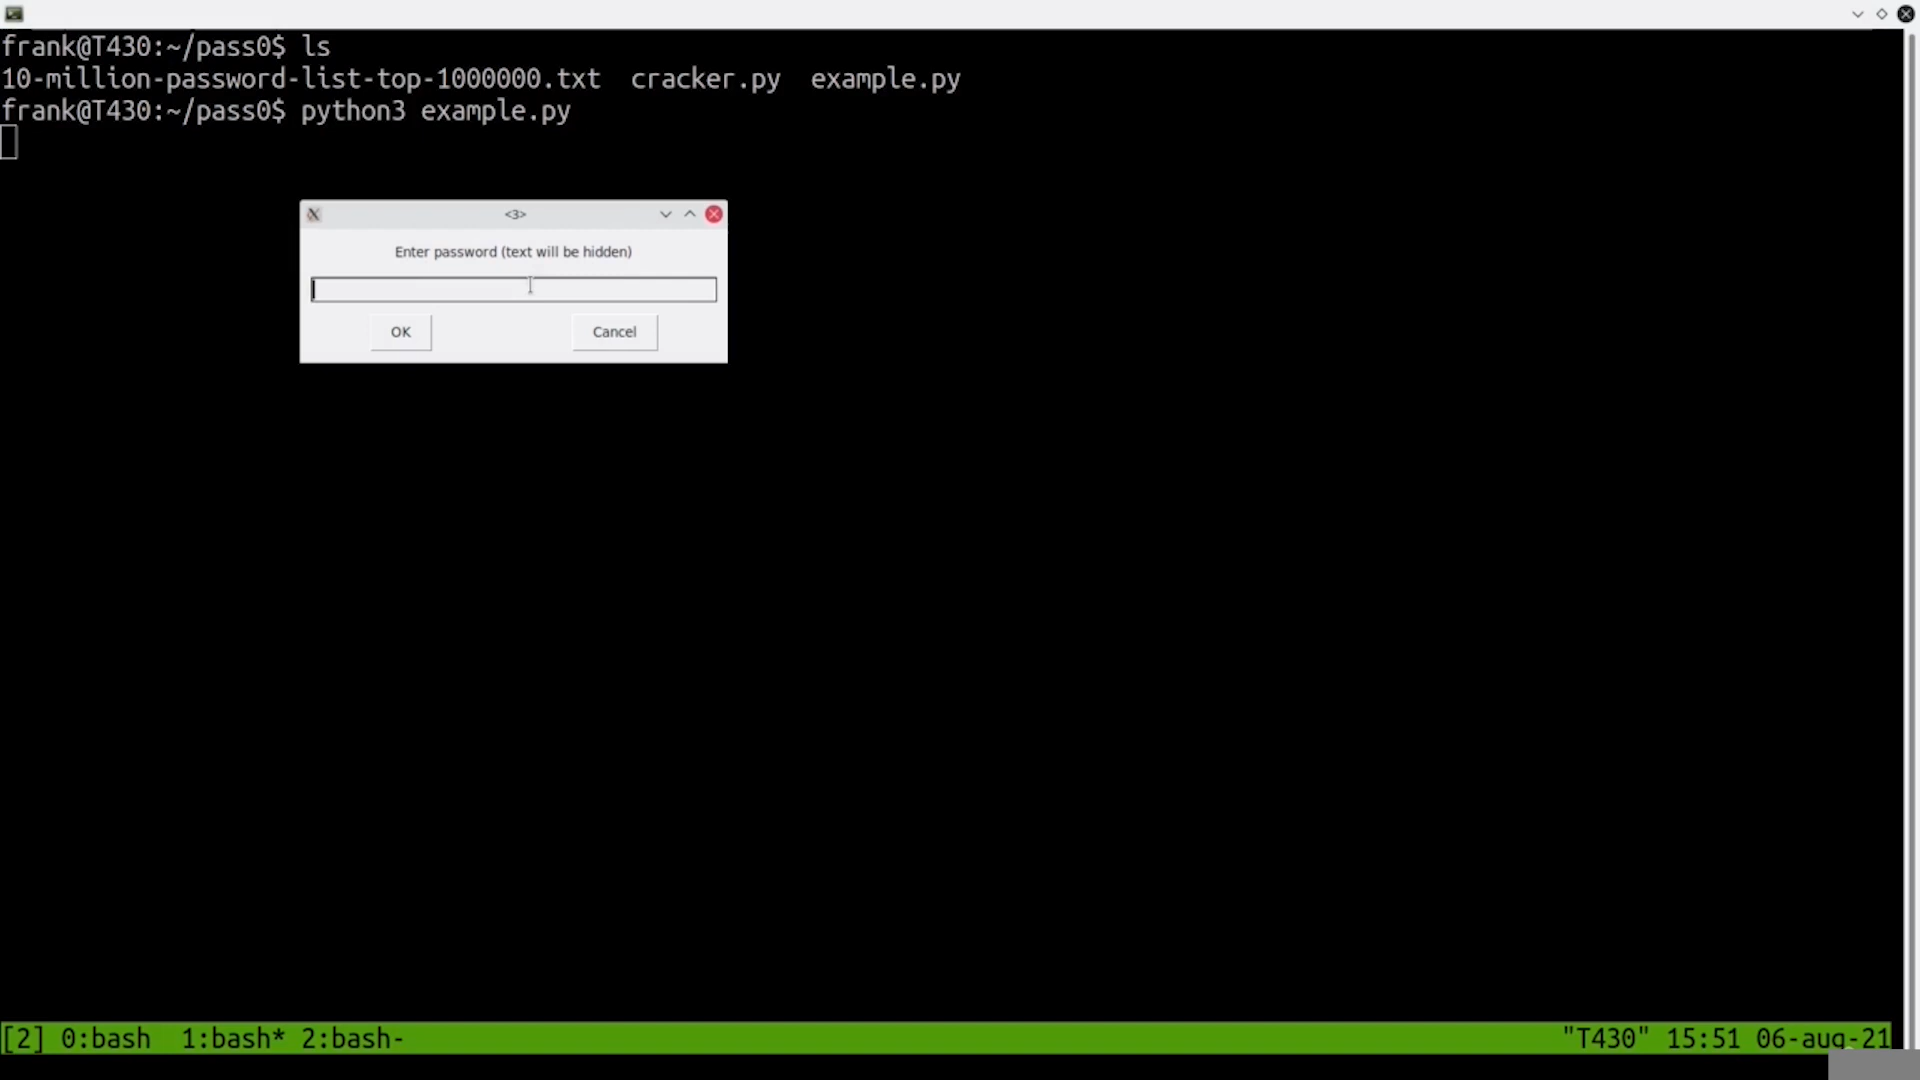 frank@T430:~/pass0$ ls
10-million-password-list-top-1000000.txt  cracker.py  example.py
frank@T430:~/pass0$ python3 example.py
<3>
Enter password (text will be hidden)
OK Cancel
[2] 0:bash  1:bash* 2:bash- "T430" 15:51 06-aug-21